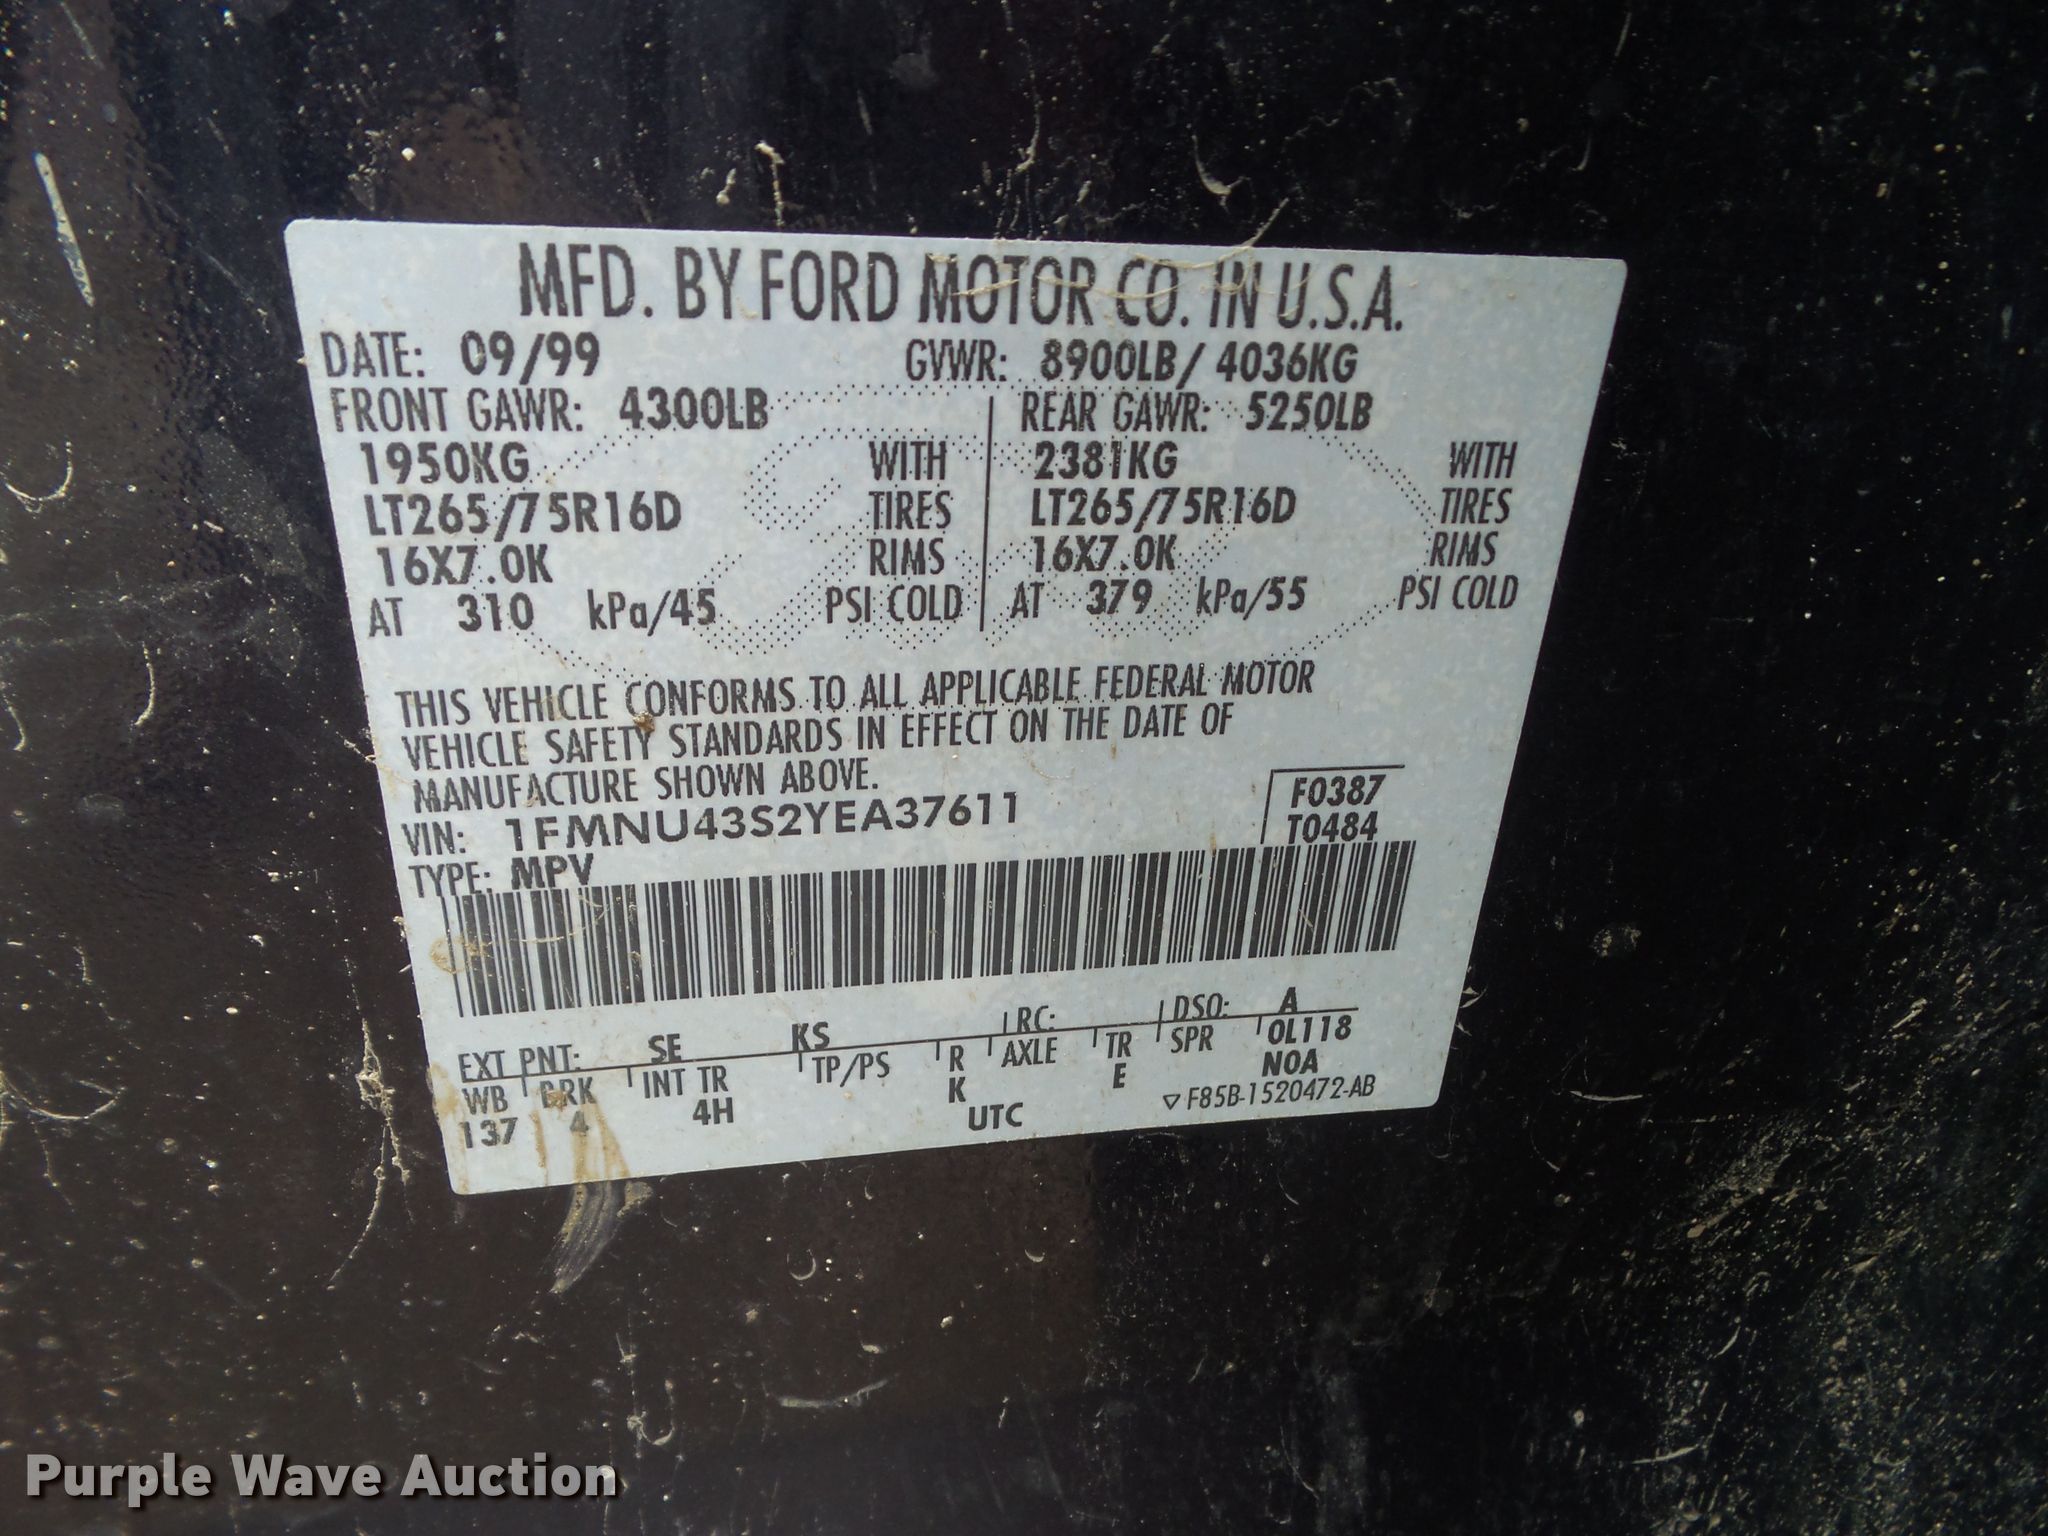 MFD. BY FORD MOTOR CO. IN U.S.A.
DATE: 09/99 GVWR: 8900LB/ 4036KG
FRONT GAWR: 4300LB REAR GAWR: 5250LB
1950KG WITH 2381KG WITH
LT265/75R16D TIRES LT265/75R16D TIRES
16X7.0K RIMS 16X7.0K RIMS
AT 310 kPa/45 PSI COLD AT 379 kPa/55 PSI COLD
THIS VEHICLE CONFORMS TO ALL APPLICABLE FEDERAL MOTOR
VEHICLE SAFETY STANDARDS IN EFFECT ON THE DATE OF
MANUFACTURE SHOWN ABOVE.
F0387
VIN: 1FMNU43S2YEA37611
T0484
TYPE: MPV
EXT PNT: SE KS RC: DSO: A
WB BRK INT TR TP/PS R AXLE TR SPR OL118
137 4 4H K E NOA
UTC ▽ F85B-1520472-AB
Purple Wave Auction